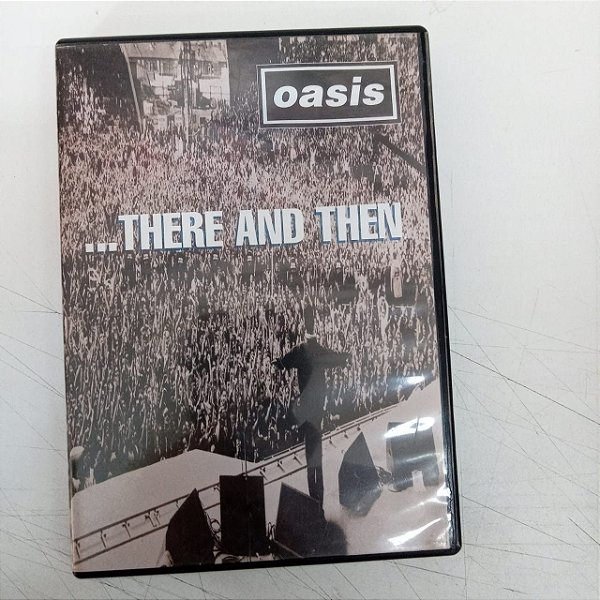 oasis
...THERE AND THEN